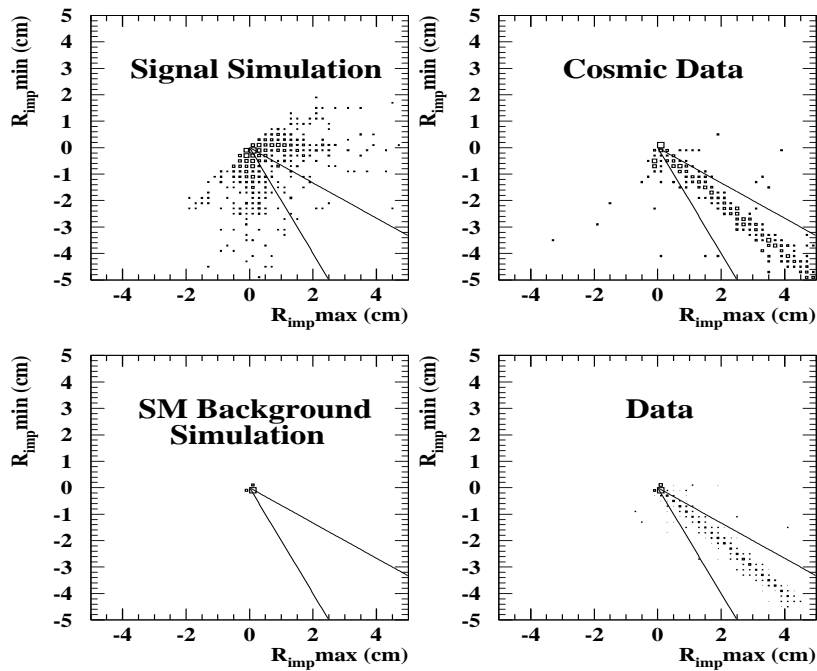 Signal Simulation
R_imp min (cm)
5
4
3
2
1
0
-1
-2
-3
-4
-5
-4 -2 0 2 4
R_imp max (cm)
Cosmic Data
R_imp min (cm)
5
4
3
2
1
0
-1
-2
-3
-4
-5
-4 -2 0 2 4
R_imp max (cm)
SM Background
Simulation
R_imp min (cm)
5
4
3
2
1
0
-1
-2
-3
-4
-5
-4 -2 0 2 4
R_imp max (cm)
Data
R_imp min (cm)
5
4
3
2
1
0
-1
-2
-3
-4
-5
-4 -2 0 2 4
R_imp max (cm)